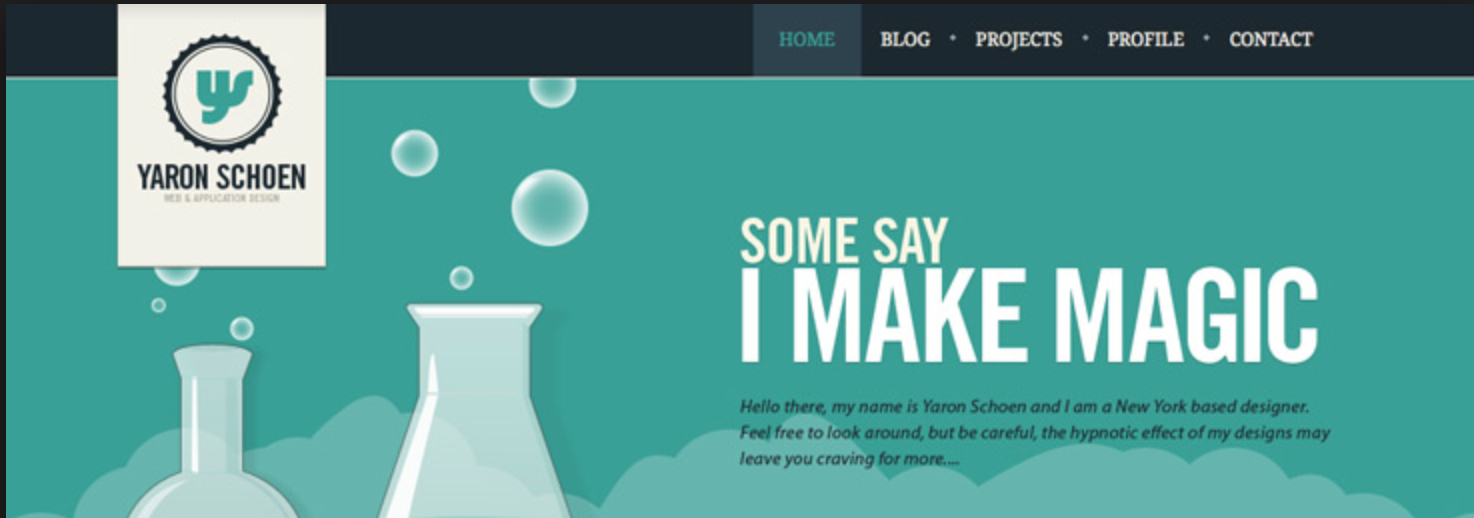 ys
YARON SCHOEN
WEB & APPLICATION DESIGN
HOME BLOG PROJECTS PROFILE CONTACT
SOME SAY
I MAKE MAGIC
Hello there, my name is Yaron Schoen and I am a New York based designer.
Feel free to look around, but be careful, the hypnotic effect of my designs may
leave you craving for more....